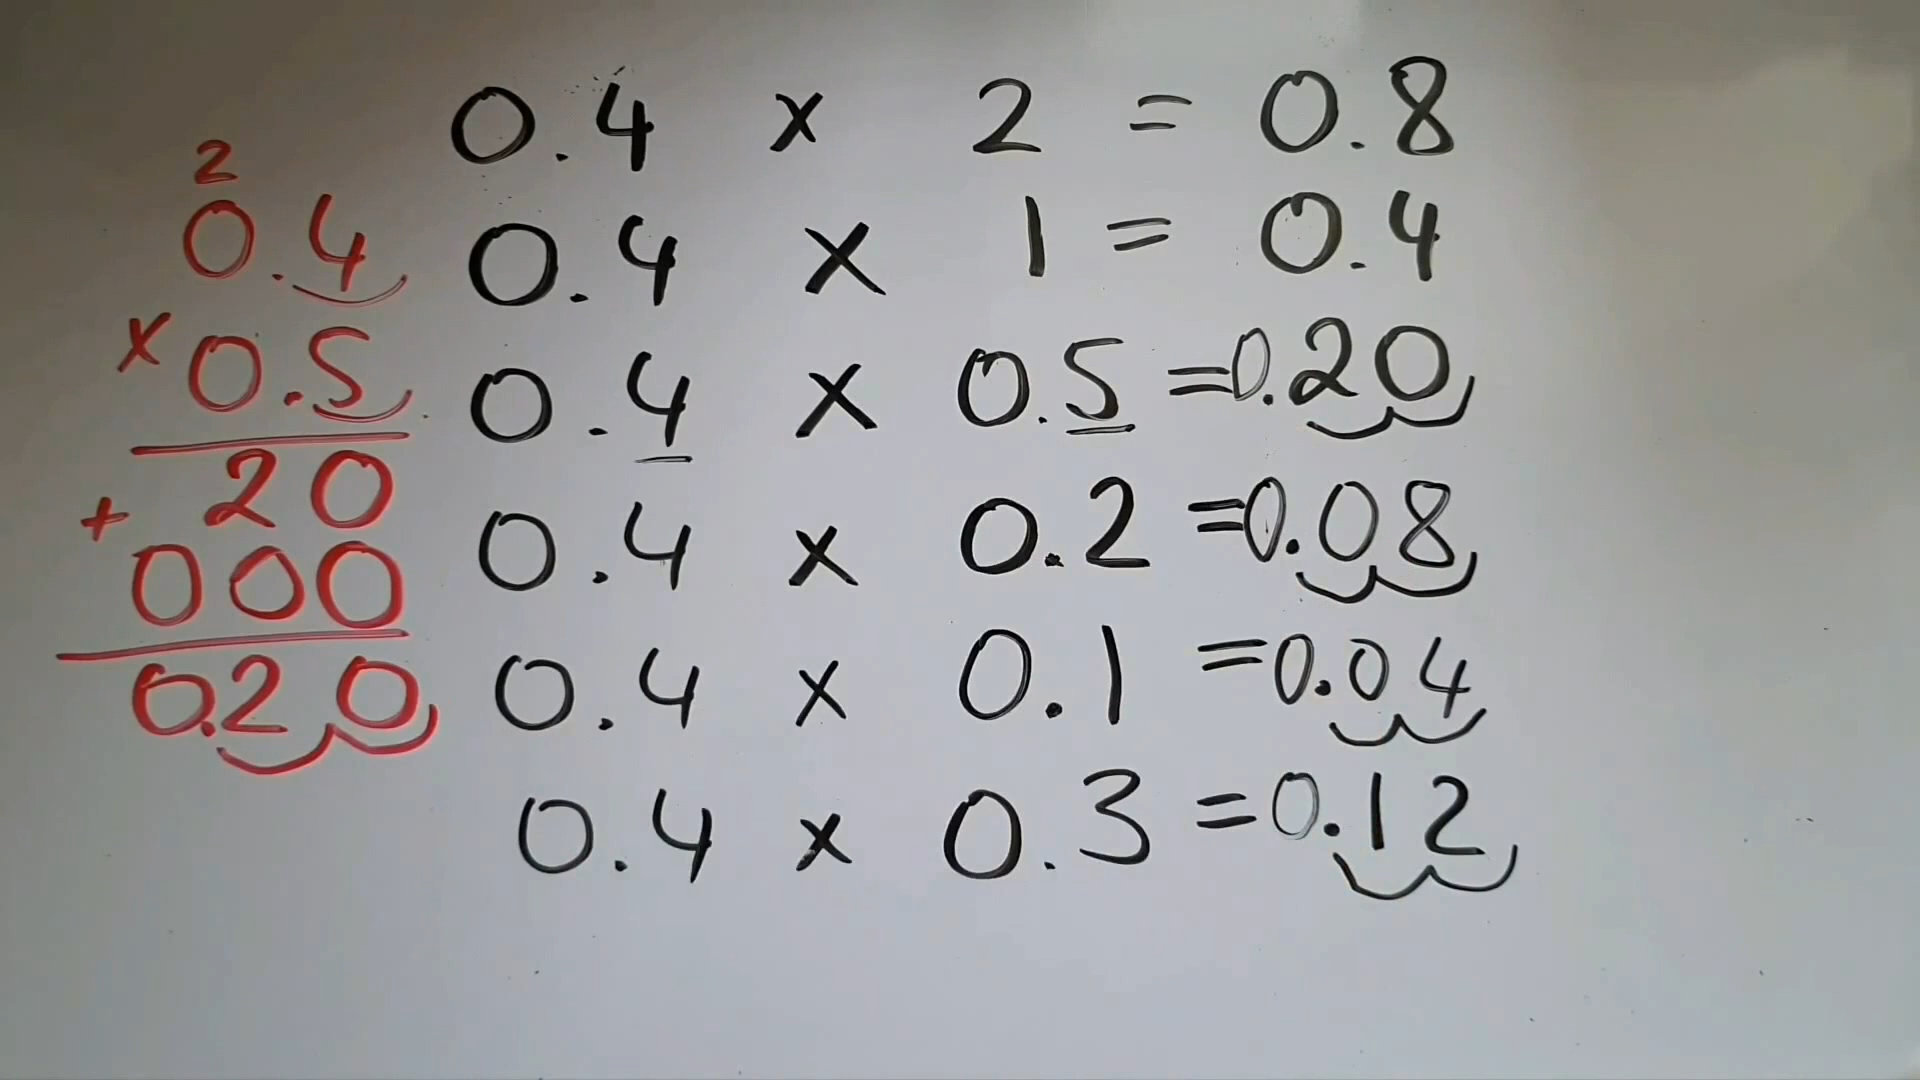 0.4 x 2 = 0.8
0.4 x 1 = 0.4
0.4 x 0.5 = 0.20
0.4 x 0.2 = 0.08
0.4 x 0.1 = 0.04
0.4 x 0.3 = 0.12
2
0.4
x 0.5
20
+ 000
0.20